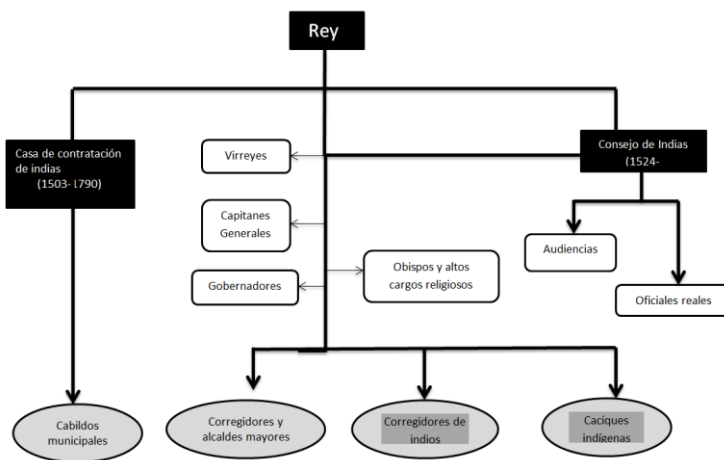 Rey
Casa de contratación
de indias
(1503- 1790)
Virreyes
Consejo de Indias
(1524-
Capitanes
Generales
Audiencias
Obispos y altos
cargos religiosos
Gobernadores
Oficiales reales
Cabildos
municipales
Corregidores y
alcaldes mayores
Corregidores de
indios
Caciques
indígenas